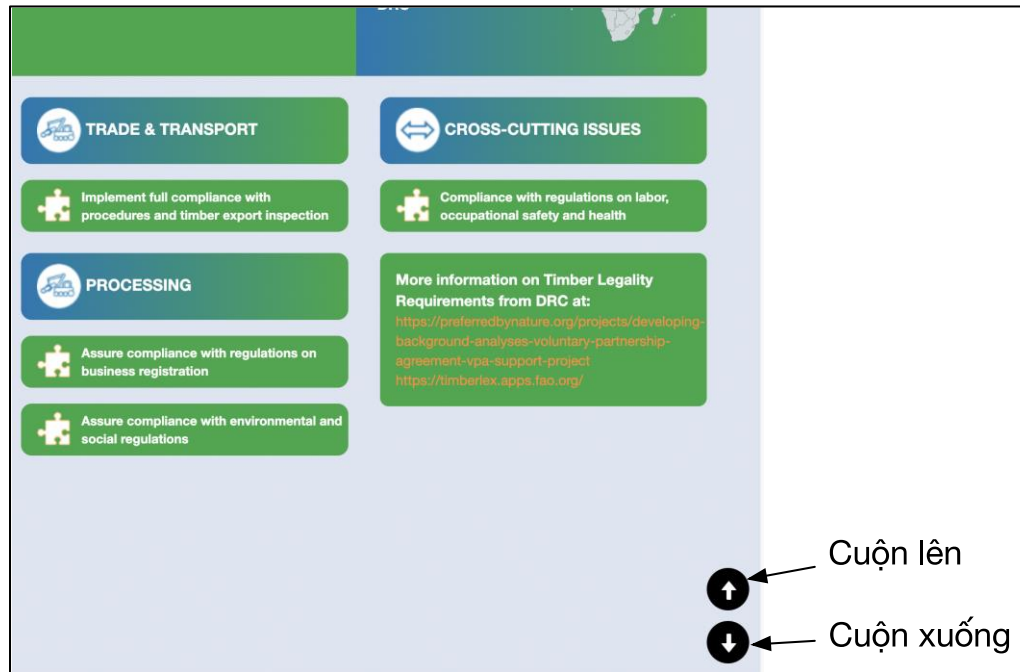 TRADE & TRANSPORT
Implement full compliance with
procedures and timber export inspection
PROCESSING
Assure compliance with regulations on
business registration
Assure compliance with environmental and
social regulations
CROSS-CUTTING ISSUES
Compliance with regulations on labor,
occupational safety and health
More information on Timber Legality
Requirements from DRC at:
https://preferredbynature.org/projects/developing-
background-analyses-voluntary-partnership-
agreement-vpa-support-project
https://timberlex.apps.fao.org/
Cuộn lên
Cuộn xuống